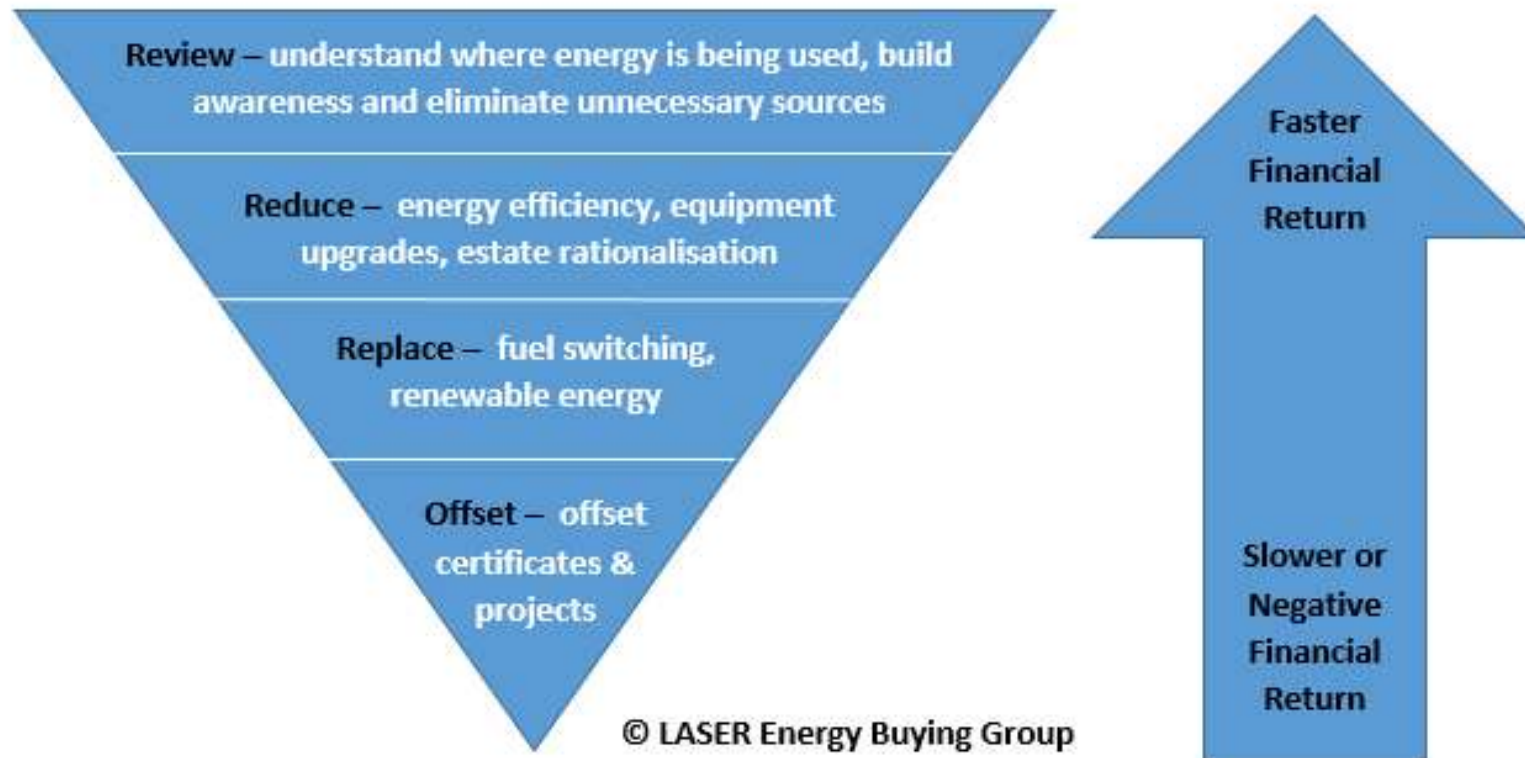 Review – understand where energy is being used, build
awareness and eliminate unnecessary sources
Reduce – energy efficiency, equipment
upgrades, estate rationalisation
Replace – fuel switching,
renewable energy
Offset – offset
certificates &
projects
© LASER Energy Buying Group
Faster
Financial
Return
Slower or
Negative
Financial
Return